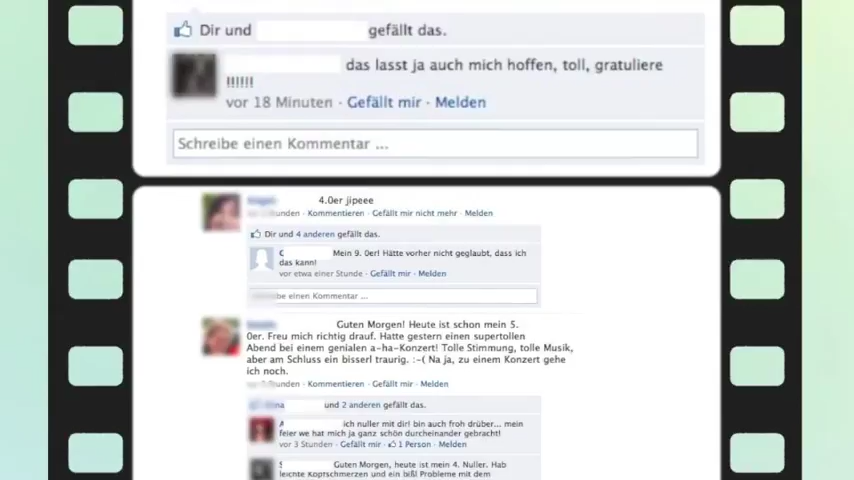 Dir und gefällt das.
das lasst ja auch mich hoffen, toll, gratuliere
!!!!!!
vor 18 Minuten · Gefällt mir · Melden
Schreibe einen Kommentar ...
4.0er jipeee
Kommentieren · Gefällt mir nicht mehr · Melden
Dir und 4 anderen gefällt das.
Mein 9. 0er! Hätte vorher nicht geglaubt, dass ich
das kann!
vor etwa einer Stunde · Gefällt mir · Melden
einen Kommentar ...
Guten Morgen! Heute ist schon mein 5.
0er. Freu mich richtig drauf. Hatte gestern einen supertollen
Abend bei einem genialen a-ha-Konzert! Tolle Stimmung, tolle Musik,
aber am Schluss ein bisserl traurig. :-( Na ja, zu einem Konzert gehe
ich noch.
Kommentieren · Gefällt mir · Melden
und 2 anderen gefällt das.
ich nuller mit dir! bin auch froh drüber... mein
feier we hat mich ja ganz schön durcheinander gebracht!
vor 3 Stunden · Gefällt mir · 1 Person · Melden
Guten Morgen, heute ist mein 4. Nuller. Hab
leichte Kopfschmerzen und ein bißl Probleme mit dem